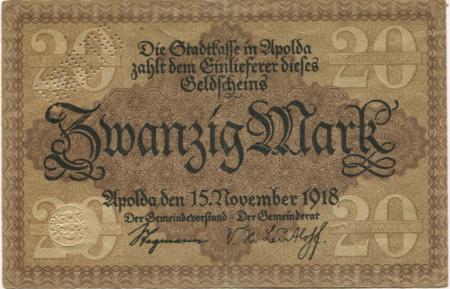 20 20
Die Stadtkasse in Apolda
zahlt dem Einlieferer dieses
Geldscheins
Zwanzig Mark
Apolda, den 15. November 1918
Der Gemeindevorstand - Der Gemeinderat
20 20